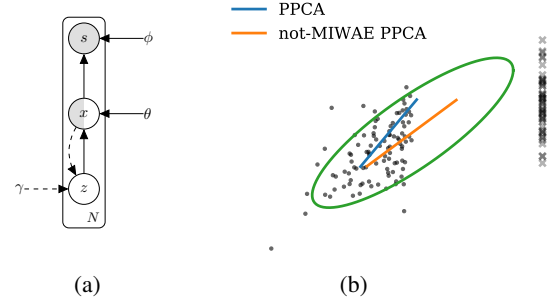 s
ϕ
x
θ
z
γ
N
(a)
PPCA
not-MIWAE PPCA
(b)